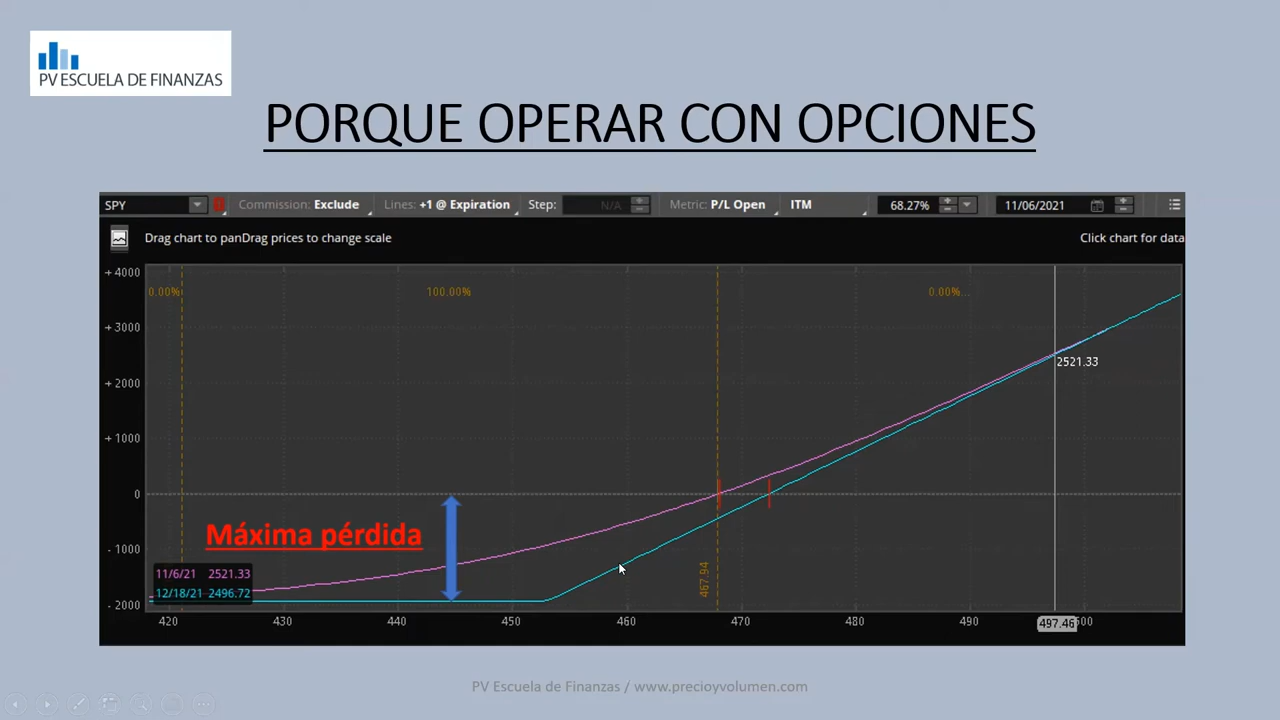 PV ESCUELA DE FINANZAS
PORQUE OPERAR CON OPCIONES
SPY Commission: Exclude Lines: +1 @ Expiration Step: N/A Metric: P/L Open ITM 68.27% 11/06/2021
Drag chart to panDrag prices to change scale Click chart for data
+4000
0.00% 100.00% 0.00%...
+3000
2521.33
+2000
+1000
0
Máxima pérdida
-1000
11/6/21 2521.33
12/18/21 2496.72
467.94
-2000
420 430 440 450 460 470 480 490 497.46 500
PV Escuela de Finanzas / www.precioyvolumen.com